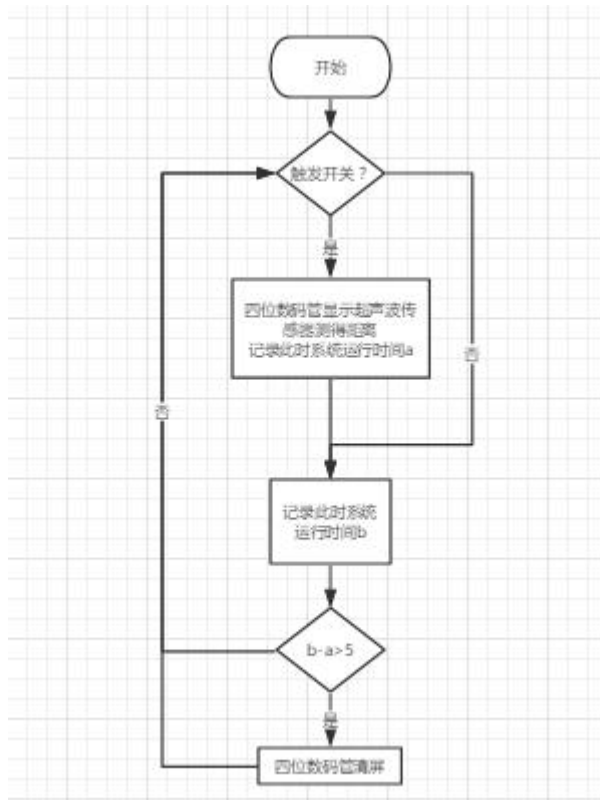 开始
触发开关？
是
四位数码管显示超声波传
感器测得距离
记录此时系统运行时间a
否
否
记录此时系统
运行时间b
b-a>5
是
四位数码管清屏